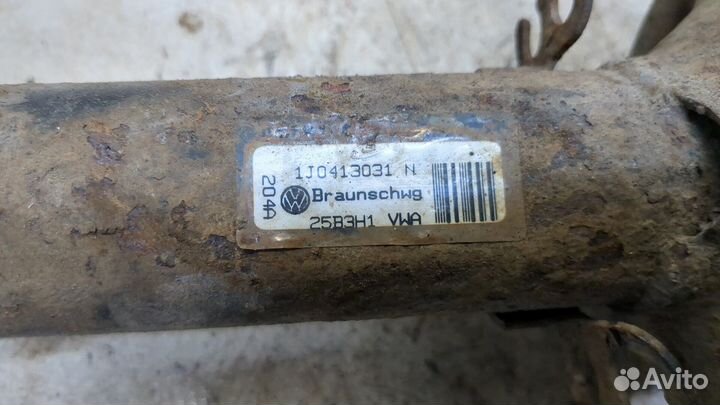 1J0413031 N
Braunschwg
25B3H1 VWA
204A
Avito